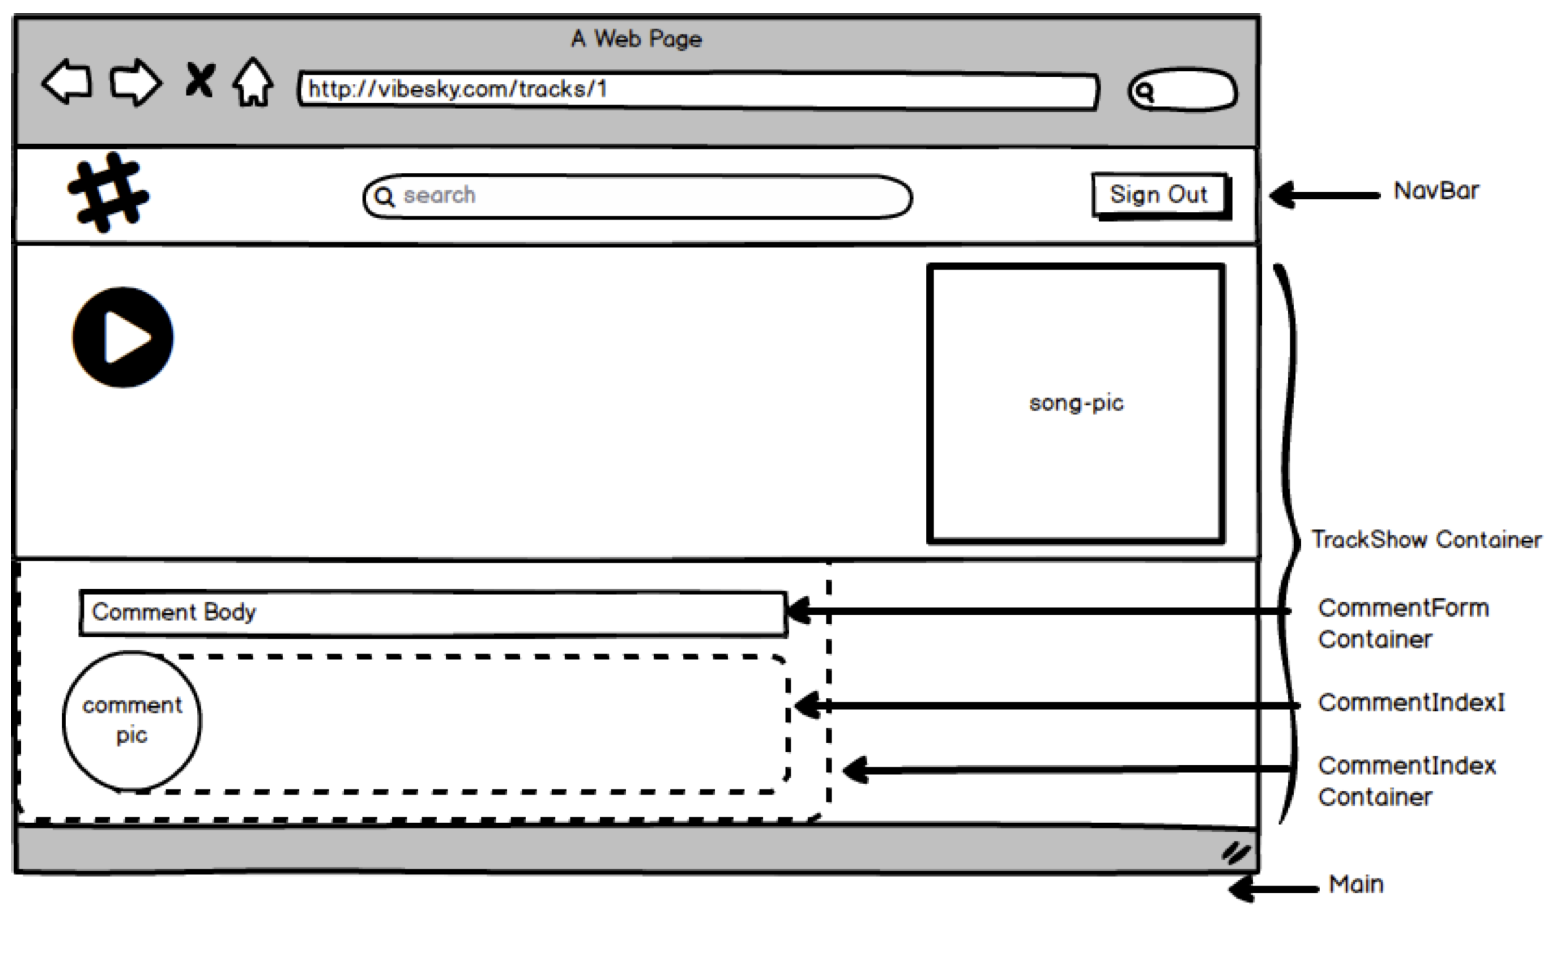 A Web Page
http://vibesky.com/tracks/1
search
Sign Out
NavBar
song-pic
TrackShow Container
Comment Body
CommentForm
Container
comment
pic
CommentIndexI
CommentIndex
Container
Main